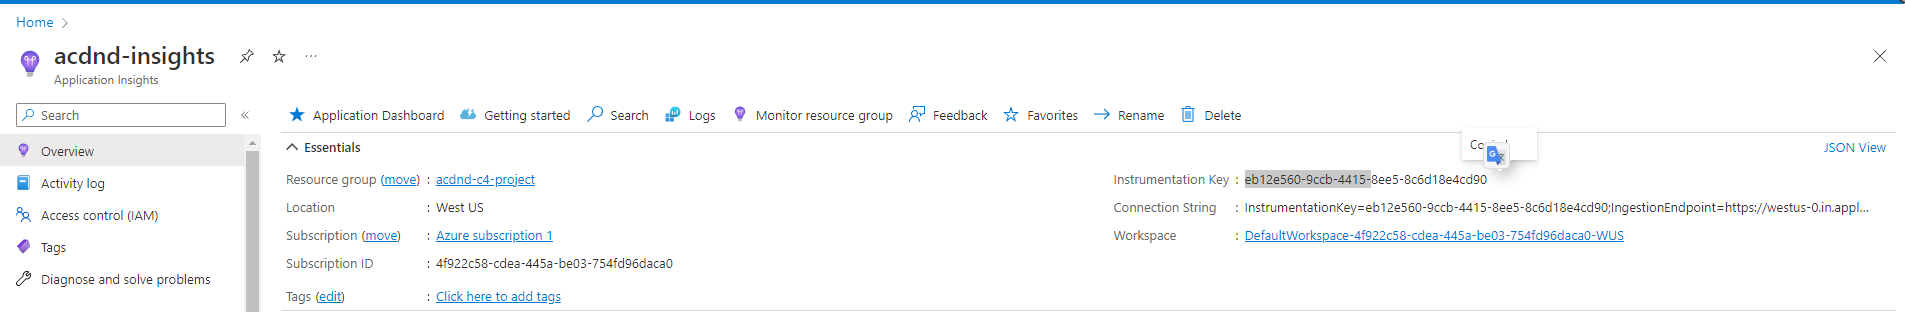 Home >
acdnd-insights
Application Insights
Search
«
Application Dashboard Getting started Search Logs Monitor resource group Feedback Favorites Rename Delete
Overview
Activity log
Access control (IAM)
Tags
Diagnose and solve problems
Essentials
JSON View
Resource group (move) : acdnd-c4-project
Location : West US
Subscription (move) : Azure subscription 1
Subscription ID : 4f922c58-cdea-445a-be03-754fd96daca0
Tags (edit) : Click here to add tags
Instrumentation Key : eb12e560-9ccb-4415-8ee5-8c6d18e4cd90
Connection String : InstrumentationKey=eb12e560-9ccb-4415-8ee5-8c6d18e4cd90;IngestionEndpoint=https://westus-0.in.appl...
Workspace : DefaultWorkspace-4f922c58-cdea-445a-be03-754fd96daca0-WUS